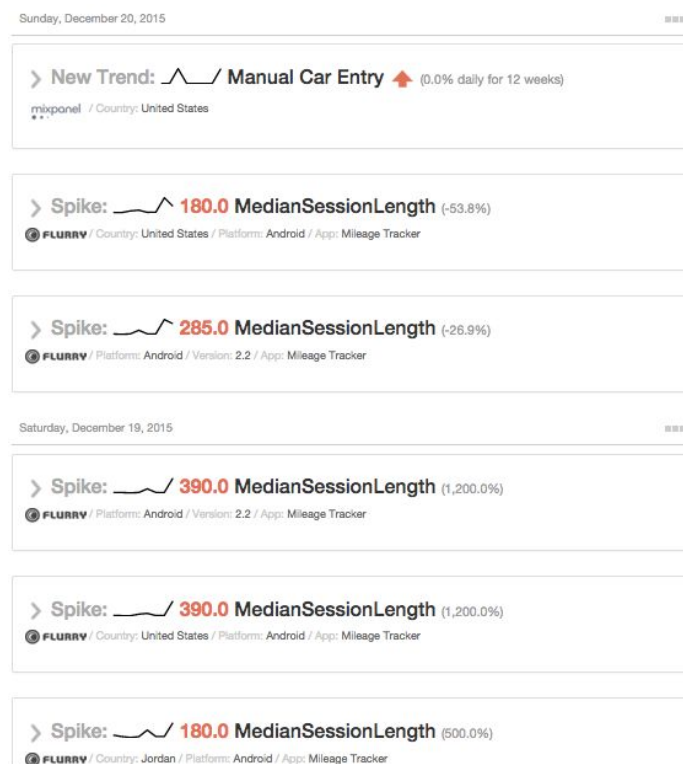 Sunday, December 20, 2015
New Trend: Manual Car Entry (0.0% daily for 12 weeks)
mixpanel / Country: United States
Spike: 180.0 MedianSessionLength (-53.8%)
FLURRY / Country: United States / Platform: Android / App: Mileage Tracker
Spike: 285.0 MedianSessionLength (-26.9%)
FLURRY / Platform: Android / Version: 2.2 / App: Mileage Tracker
Saturday, December 19, 2015
Spike: 390.0 MedianSessionLength (1,200.0%)
FLURRY / Platform: Android / Version: 2.2 / App: Mileage Tracker
Spike: 390.0 MedianSessionLength (1,200.0%)
FLURRY / Country: United States / Platform: Android / App: Mileage Tracker
Spike: 180.0 MedianSessionLength (500.0%)
FLURRY / Country: Jordan / Platform: Android / App: Mileage Tracker